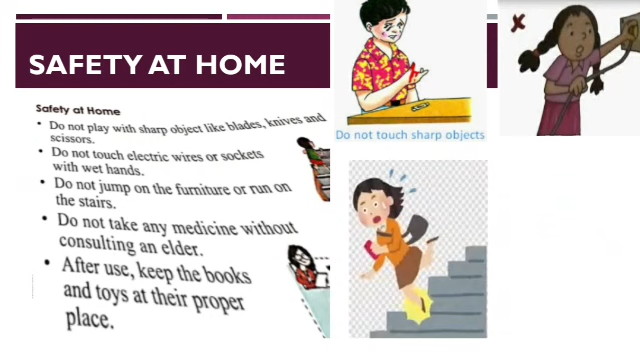 SAFETY AT HOME
Safety at Home
• Do not play with sharp object like blades, knives and
scissors.
• Do not touch electric wires or sockets
with wet hands.
• Do not jump on the furniture or run on
the stairs.
• Do not take any medicine without
consulting an elder.
• After use, keep the books
and toys at their proper
place.
Do not touch sharp objects